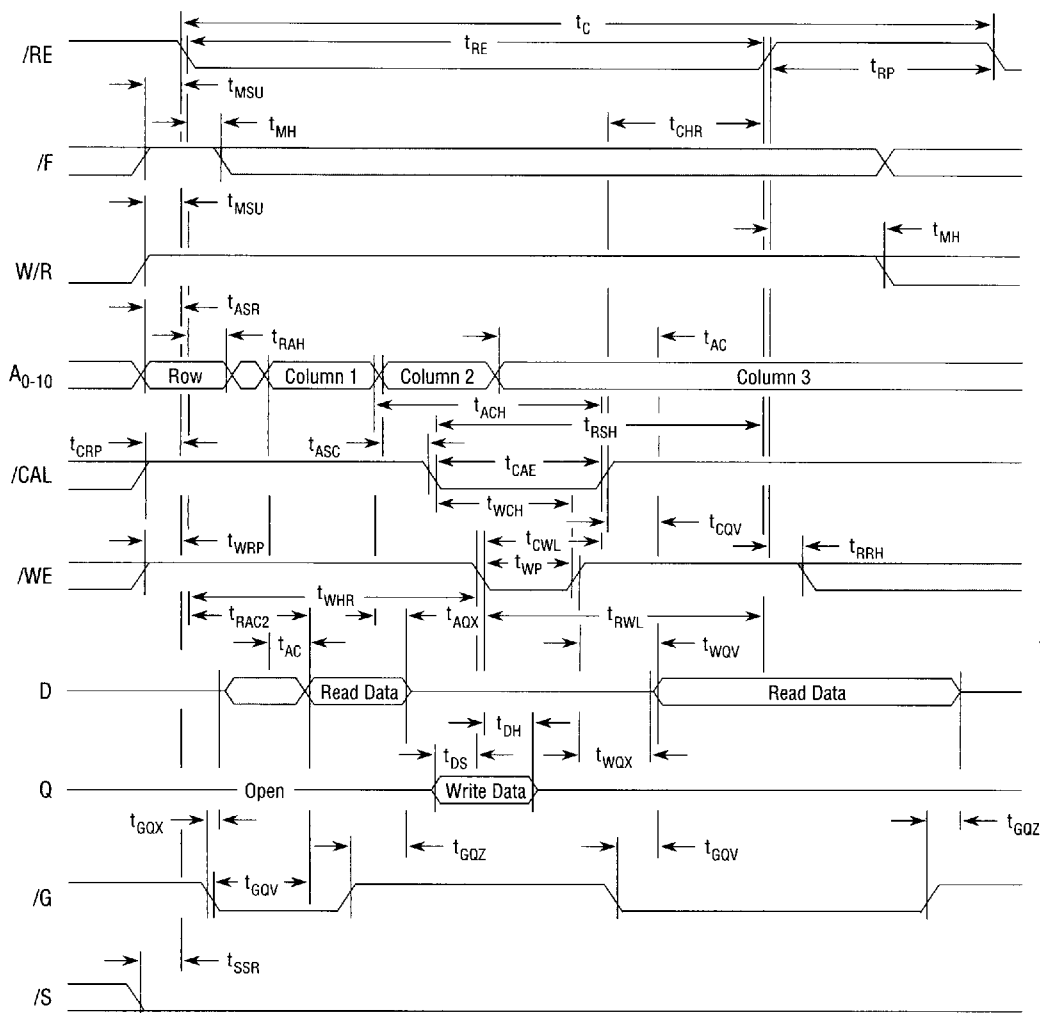 t_C
/RE
t_RE
t_RP
t_MSU
t_MH
t_CHR
/F
t_MSU
t_MH
W/R
t_ASR
t_RAH
t_AC
A_0-10
Row
Column 1
Column 2
Column 3
t_ACH
t_RSH
t_CRP
t_ASC
/CAL
t_CAE
t_WCH
t_CQV
t_CWL
t_WRP
t_WP
t_RRH
/WE
t_WHR
t_RAC2
t_AQX
t_RWL
t_AC
t_WQV
D
Read Data
Read Data
t_DH
t_DS
t_WQX
Q
Open
Write Data
t_GQX
t_GQZ
t_GQV
t_GQZ
t_GQV
/G
t_SSR
/S